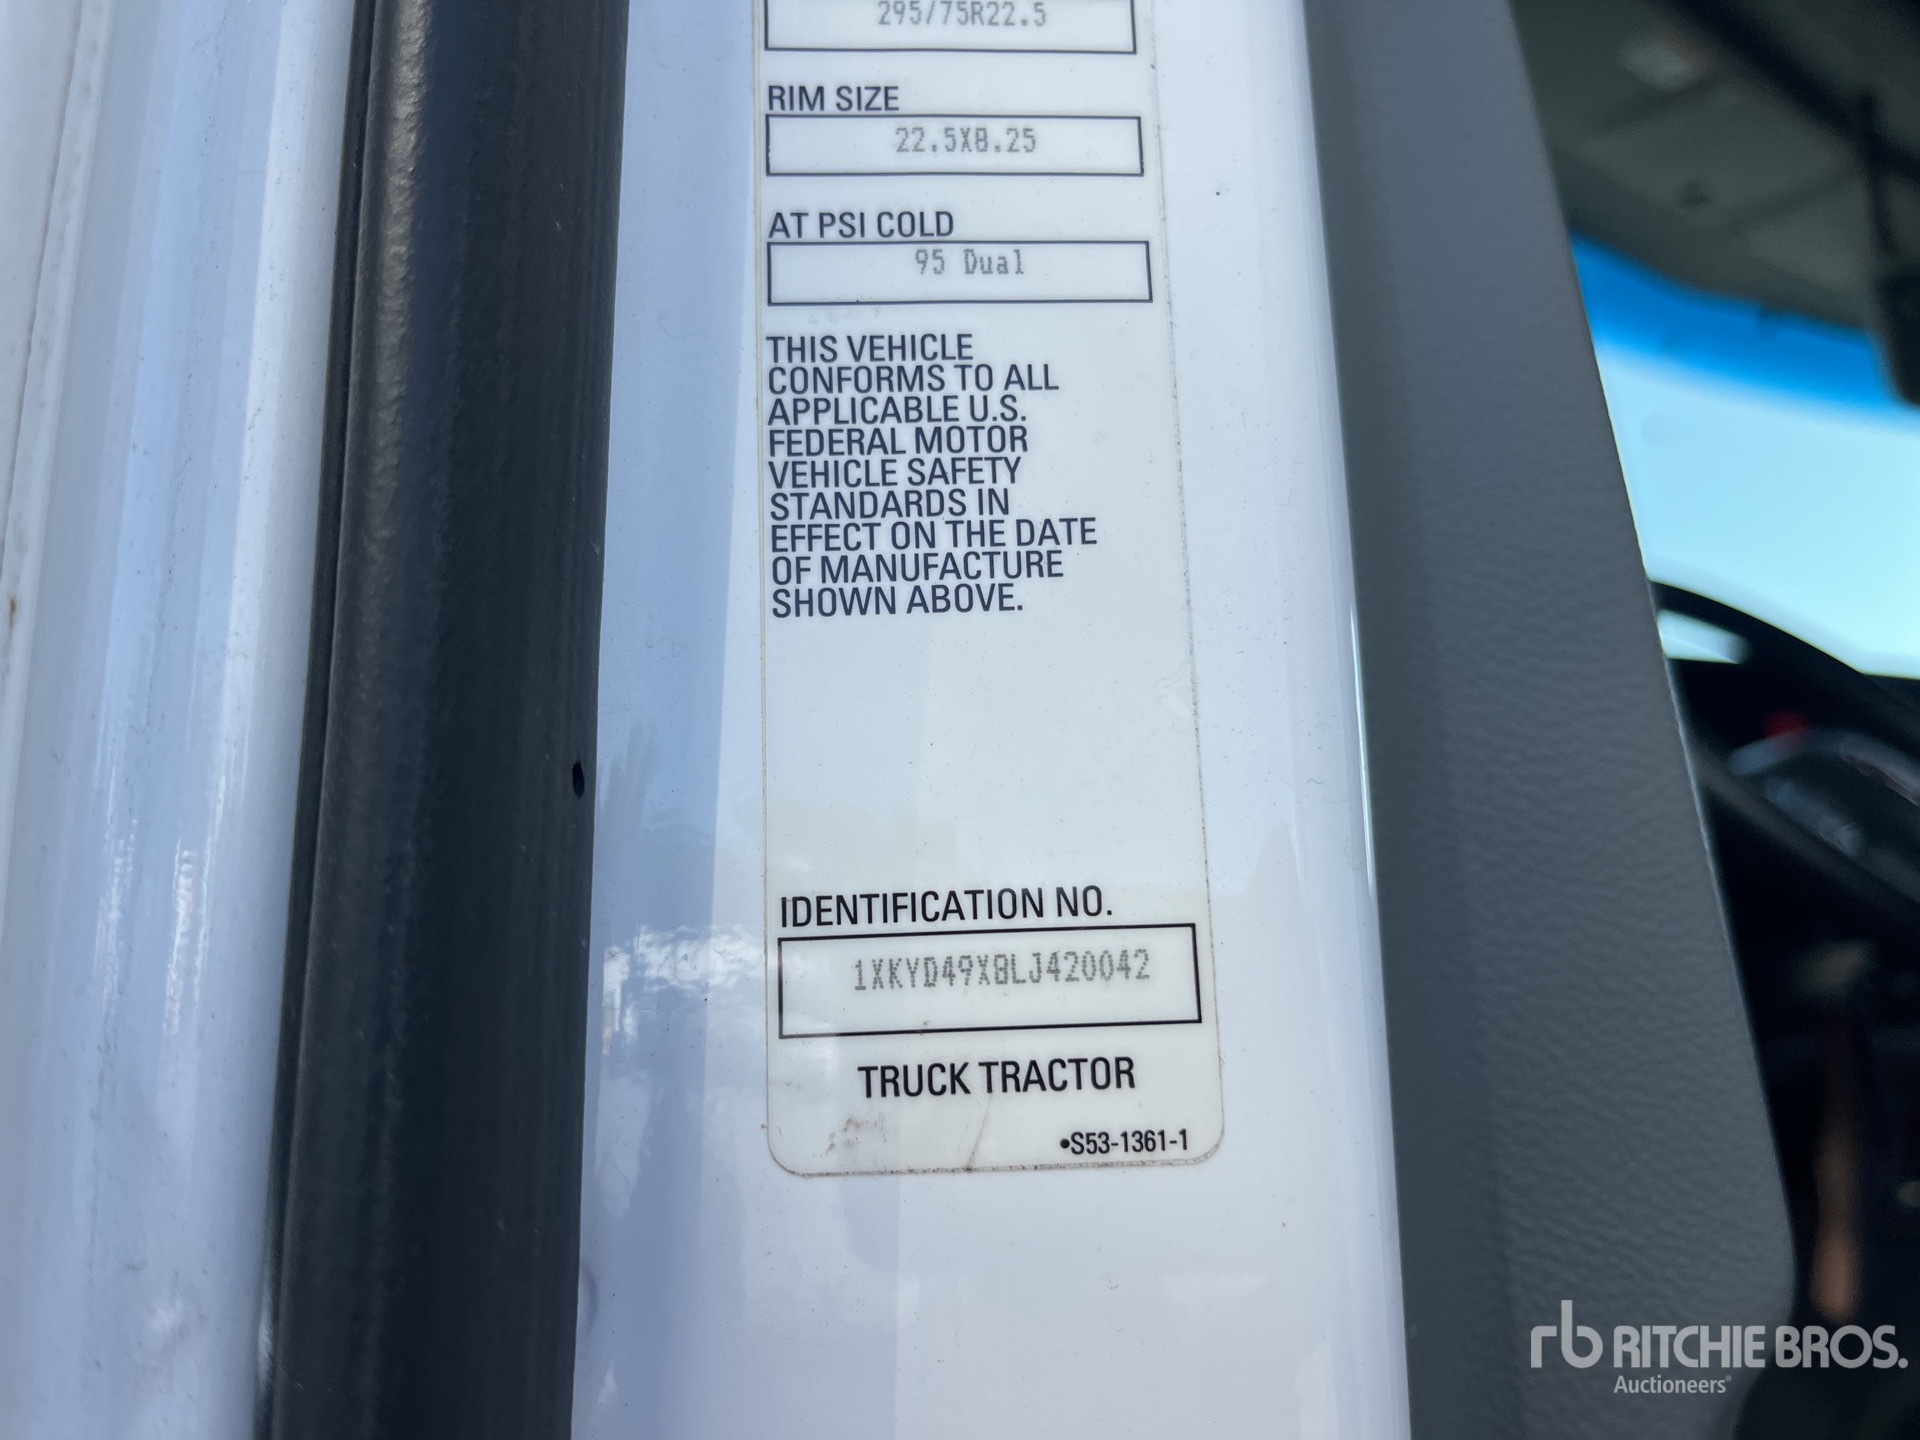 295/75R22.5
RIM SIZE
22.5X8.25
AT PSI COLD
95 Dual
THIS VEHICLE
CONFORMS TO ALL
APPLICABLE U.S.
FEDERAL MOTOR
VEHICLE SAFETY
STANDARDS IN
EFFECT ON THE DATE
OF MANUFACTURE
SHOWN ABOVE.
IDENTIFICATION NO.
1XKYD49X8LJ420042
TRUCK TRACTOR
•S53-1361-1
rb RITCHIE BROS.
Auctioneers®